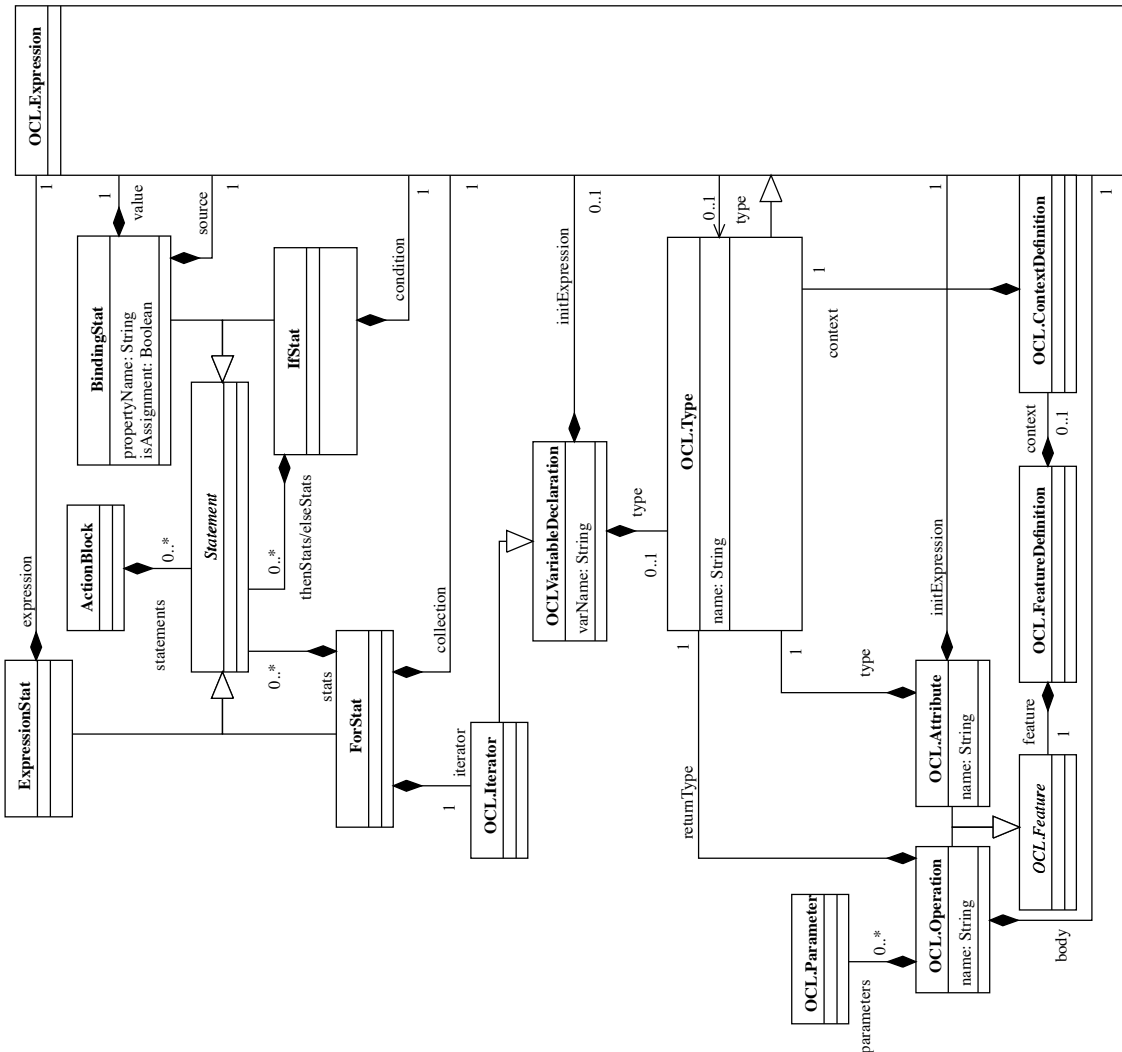 OCL.Expression
ExpressionStat
expression
1
ActionBlock
statements
0..*
BindingStat
propertyName: String
isAssignment: Boolean
1
value
source
1
Statement
0..*
stats
0..*
thenStats/elseStats
IfStat
condition
1
ForStat
collection
1
1
iterator
OCL.Iterator
OCLVariableDeclaration
varName: String
initExpression
0..1
type
0..1
OCL.Type
name: String
0..1
type
returnType
1
1
type
1
context
OCL.Parameter
parameters
0..*
OCL.Operation
name: String
OCL.Attribute
name: String
initExpression
1
OCL.Feature
feature
1
OCL.FeatureDefinition
context
0..1
OCL.ContextDefinition
body
1